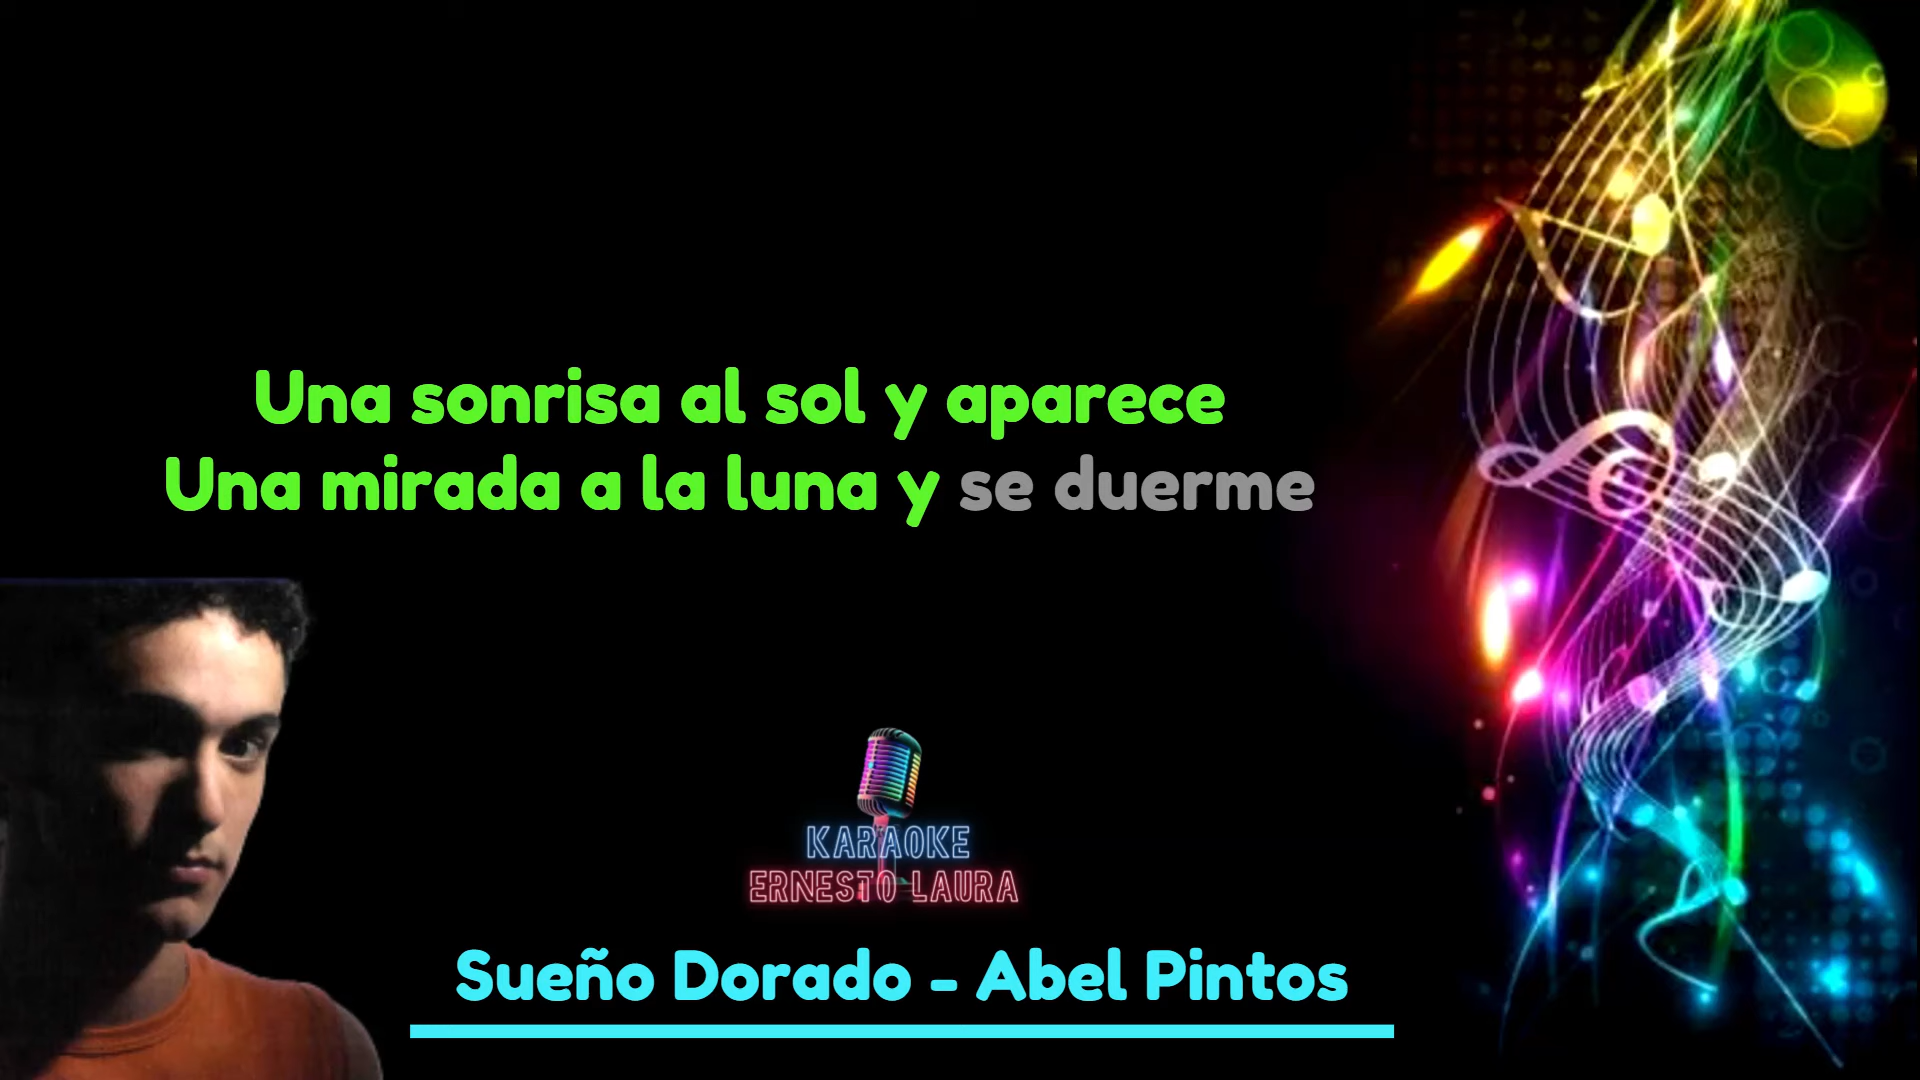 Una sonrisa al sol y aparece
Una mirada a la luna y se duerme
KARAOKE
ERNESTO LAURA
Sueño Dorado - Abel Pintos